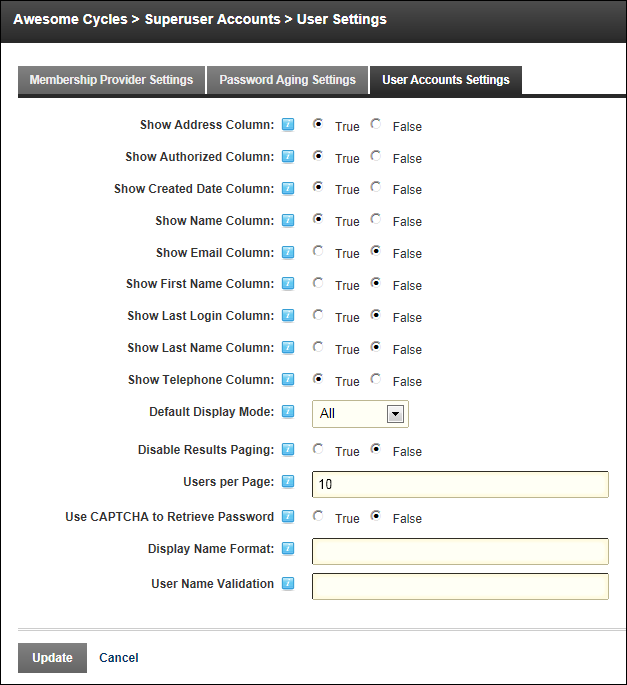 Awesome Cycles > Superuser Accounts > User Settings
Membership Provider Settings Password Aging Settings User Accounts Settings
Show Address Column: True False
Show Authorized Column: True False
Show Created Date Column: True False
Show Name Column: True False
Show Email Column: True False
Show First Name Column: True False
Show Last Login Column: True False
Show Last Name Column: True False
Show Telephone Column: True False
Default Display Mode: All
Disable Results Paging: True False
Users per Page: 10
Use CAPTCHA to Retrieve Password True False
Display Name Format:
User Name Validation
Update Cancel